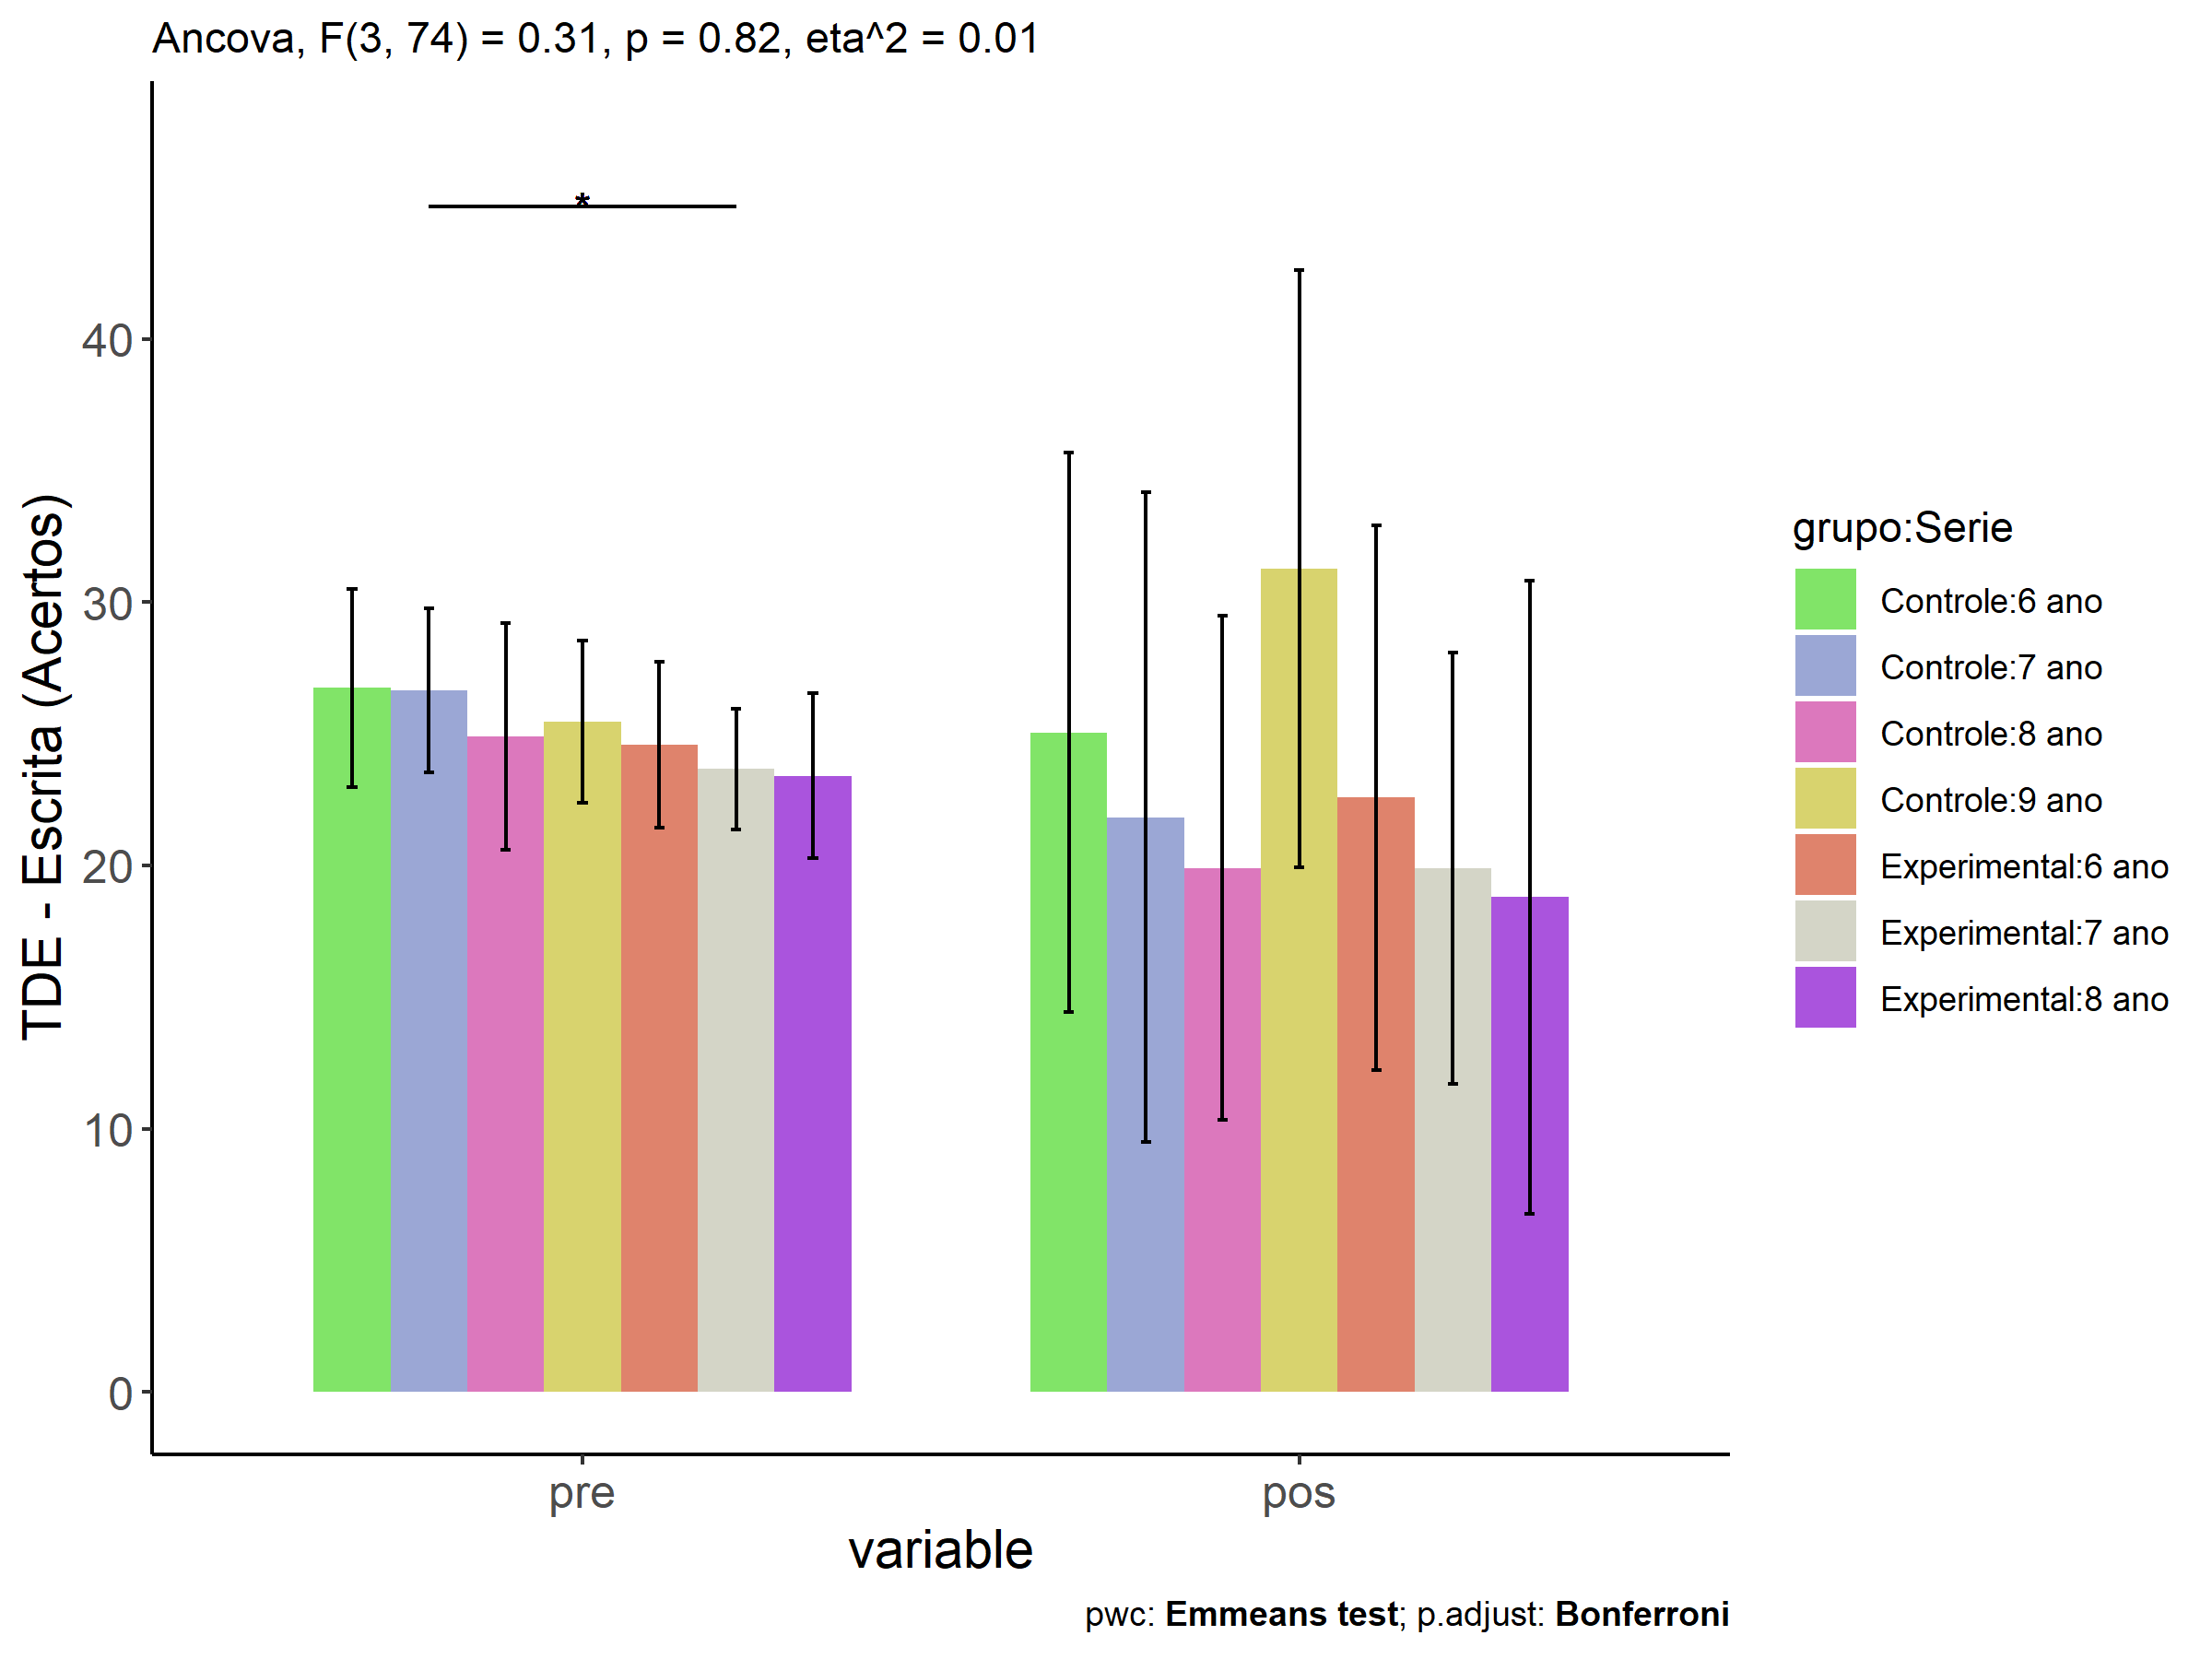 Ancova, F(3, 74) = 0.31, p = 0.82, eta^2 = 0.01
*
TDE - Escrita (Acertos)
40
30
20
10
0
pre
pos
variable
grupo:Serie
Controle:6 ano
Controle:7 ano
Controle:8 ano
Controle:9 ano
Experimental:6 ano
Experimental:7 ano
Experimental:8 ano
pwc: Emmeans test; p.adjust: Bonferroni